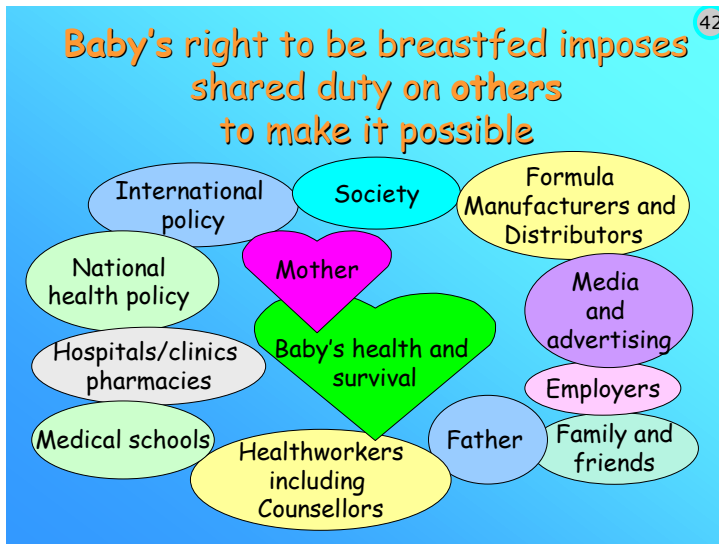 42
Baby's right to be breastfed imposes
shared duty on others
to make it possible
International
policy
Society
Formula
Manufacturers and
Distributors
National
health policy
Mother
Media
and
advertising
Hospitals/clinics
pharmacies
Baby's health and
survival
Employers
Medical schools
Healthworkers
including
Counsellors
Father
Family and
friends